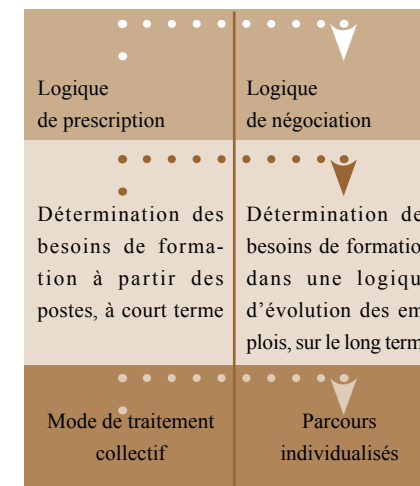 Logique
de prescription
Logique
de négociation
Détermination des
besoins de forma-
tion à partir des
postes, à court terme
Détermination de
besoins de formatio
dans une logiqu
d'évolution des em
plois, sur le long term
Mode de traitement
collectif
Parcours
individualisés